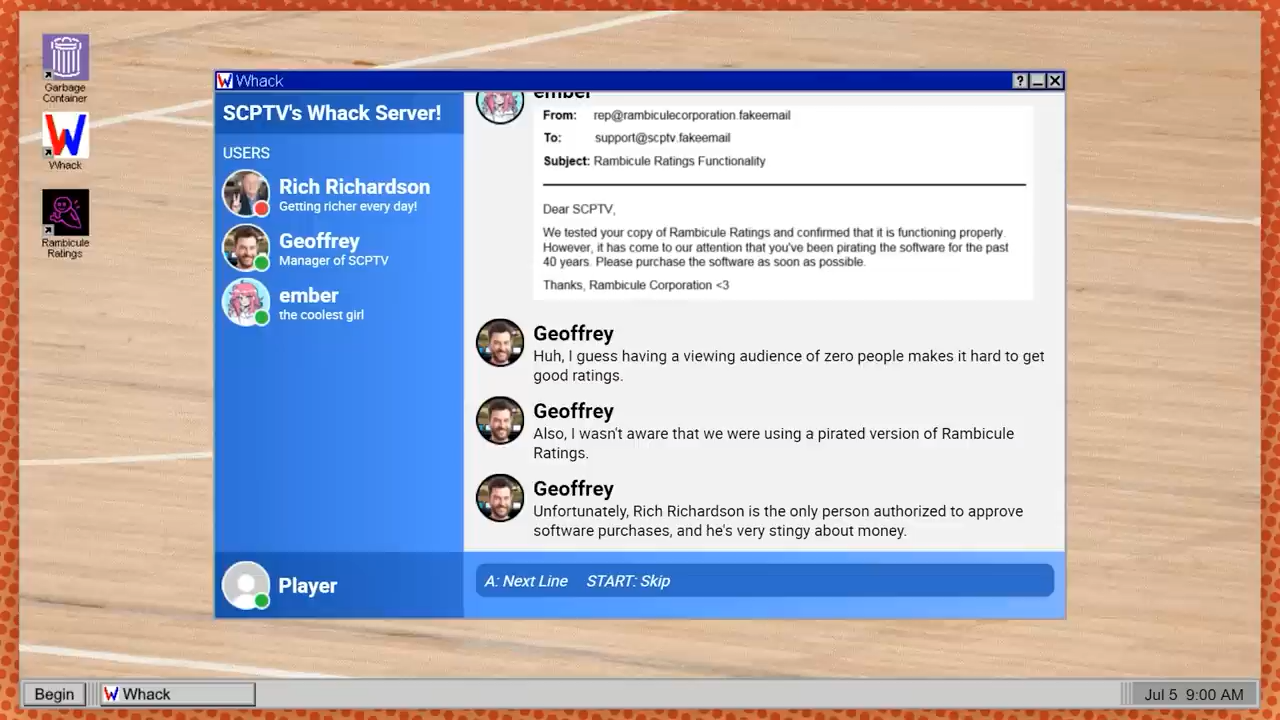 Garbage
Container
Whack
Rambicule
Ratings
Whack
SCPTV's Whack Server!
USERS
Rich Richardson
Getting richer every day!
Geoffrey
Manager of SCPTV
ember
the coolest girl
Player
ember
From: rep@rambiculecorporation.fakeemail
To: support@scptv.fakeemail
Subject: Rambicule Ratings Functionality
Dear SCPTV,
We tested your copy of Rambicule Ratings and confirmed that it is functioning properly.
However, it has come to our attention that you've been pirating the software for the past
40 years. Please purchase the software as soon as possible.
Thanks, Rambicule Corporation <3
Geoffrey
Huh, I guess having a viewing audience of zero people makes it hard to get
good ratings.
Geoffrey
Also, I wasn't aware that we were using a pirated version of Rambicule
Ratings.
Geoffrey
Unfortunately, Rich Richardson is the only person authorized to approve
software purchases, and he's very stingy about money.
A: Next Line START: Skip
Begin
Whack
Jul 5 9:00 AM